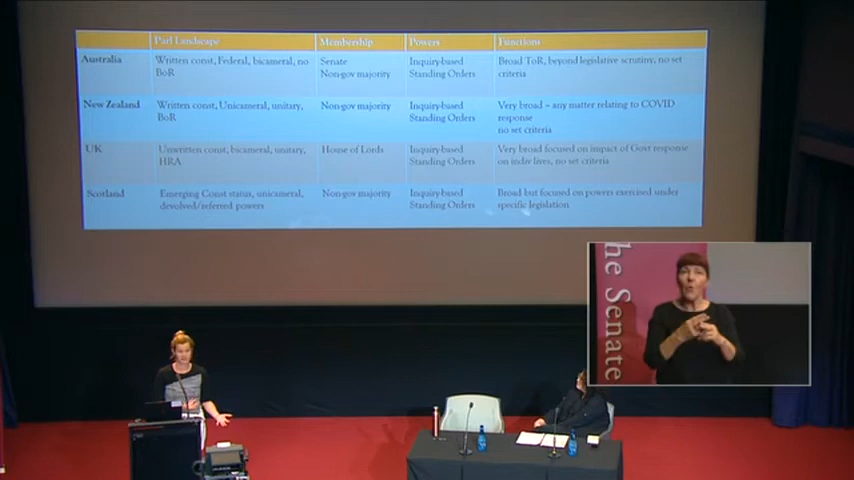 Parl Landscape Membership Powers Functions
Australia Written const, Federal, bicameral, no Senate Inquiry-based Broad ToR, beyond legislative scrutiny, no set
BoR Non-gov majority Standing Orders criteria
New Zealand Written const, Unicameral, unitary, Non-gov majority Inquiry-based Very broad – any matter relating to COVID
BoR Standing Orders response
no set criteria
UK Unwritten const, bicameral, unitary, House of Lords Inquiry-based Very broad focused on impact of Govt response
HRA Standing Orders on indiv lives, no set criteria
Scotland Emerging Const status, unicameral, Non-gov majority Inquiry-based Broad but focused on powers exercised under
devolved/referred powers Standing Orders specific legislation
he Senate